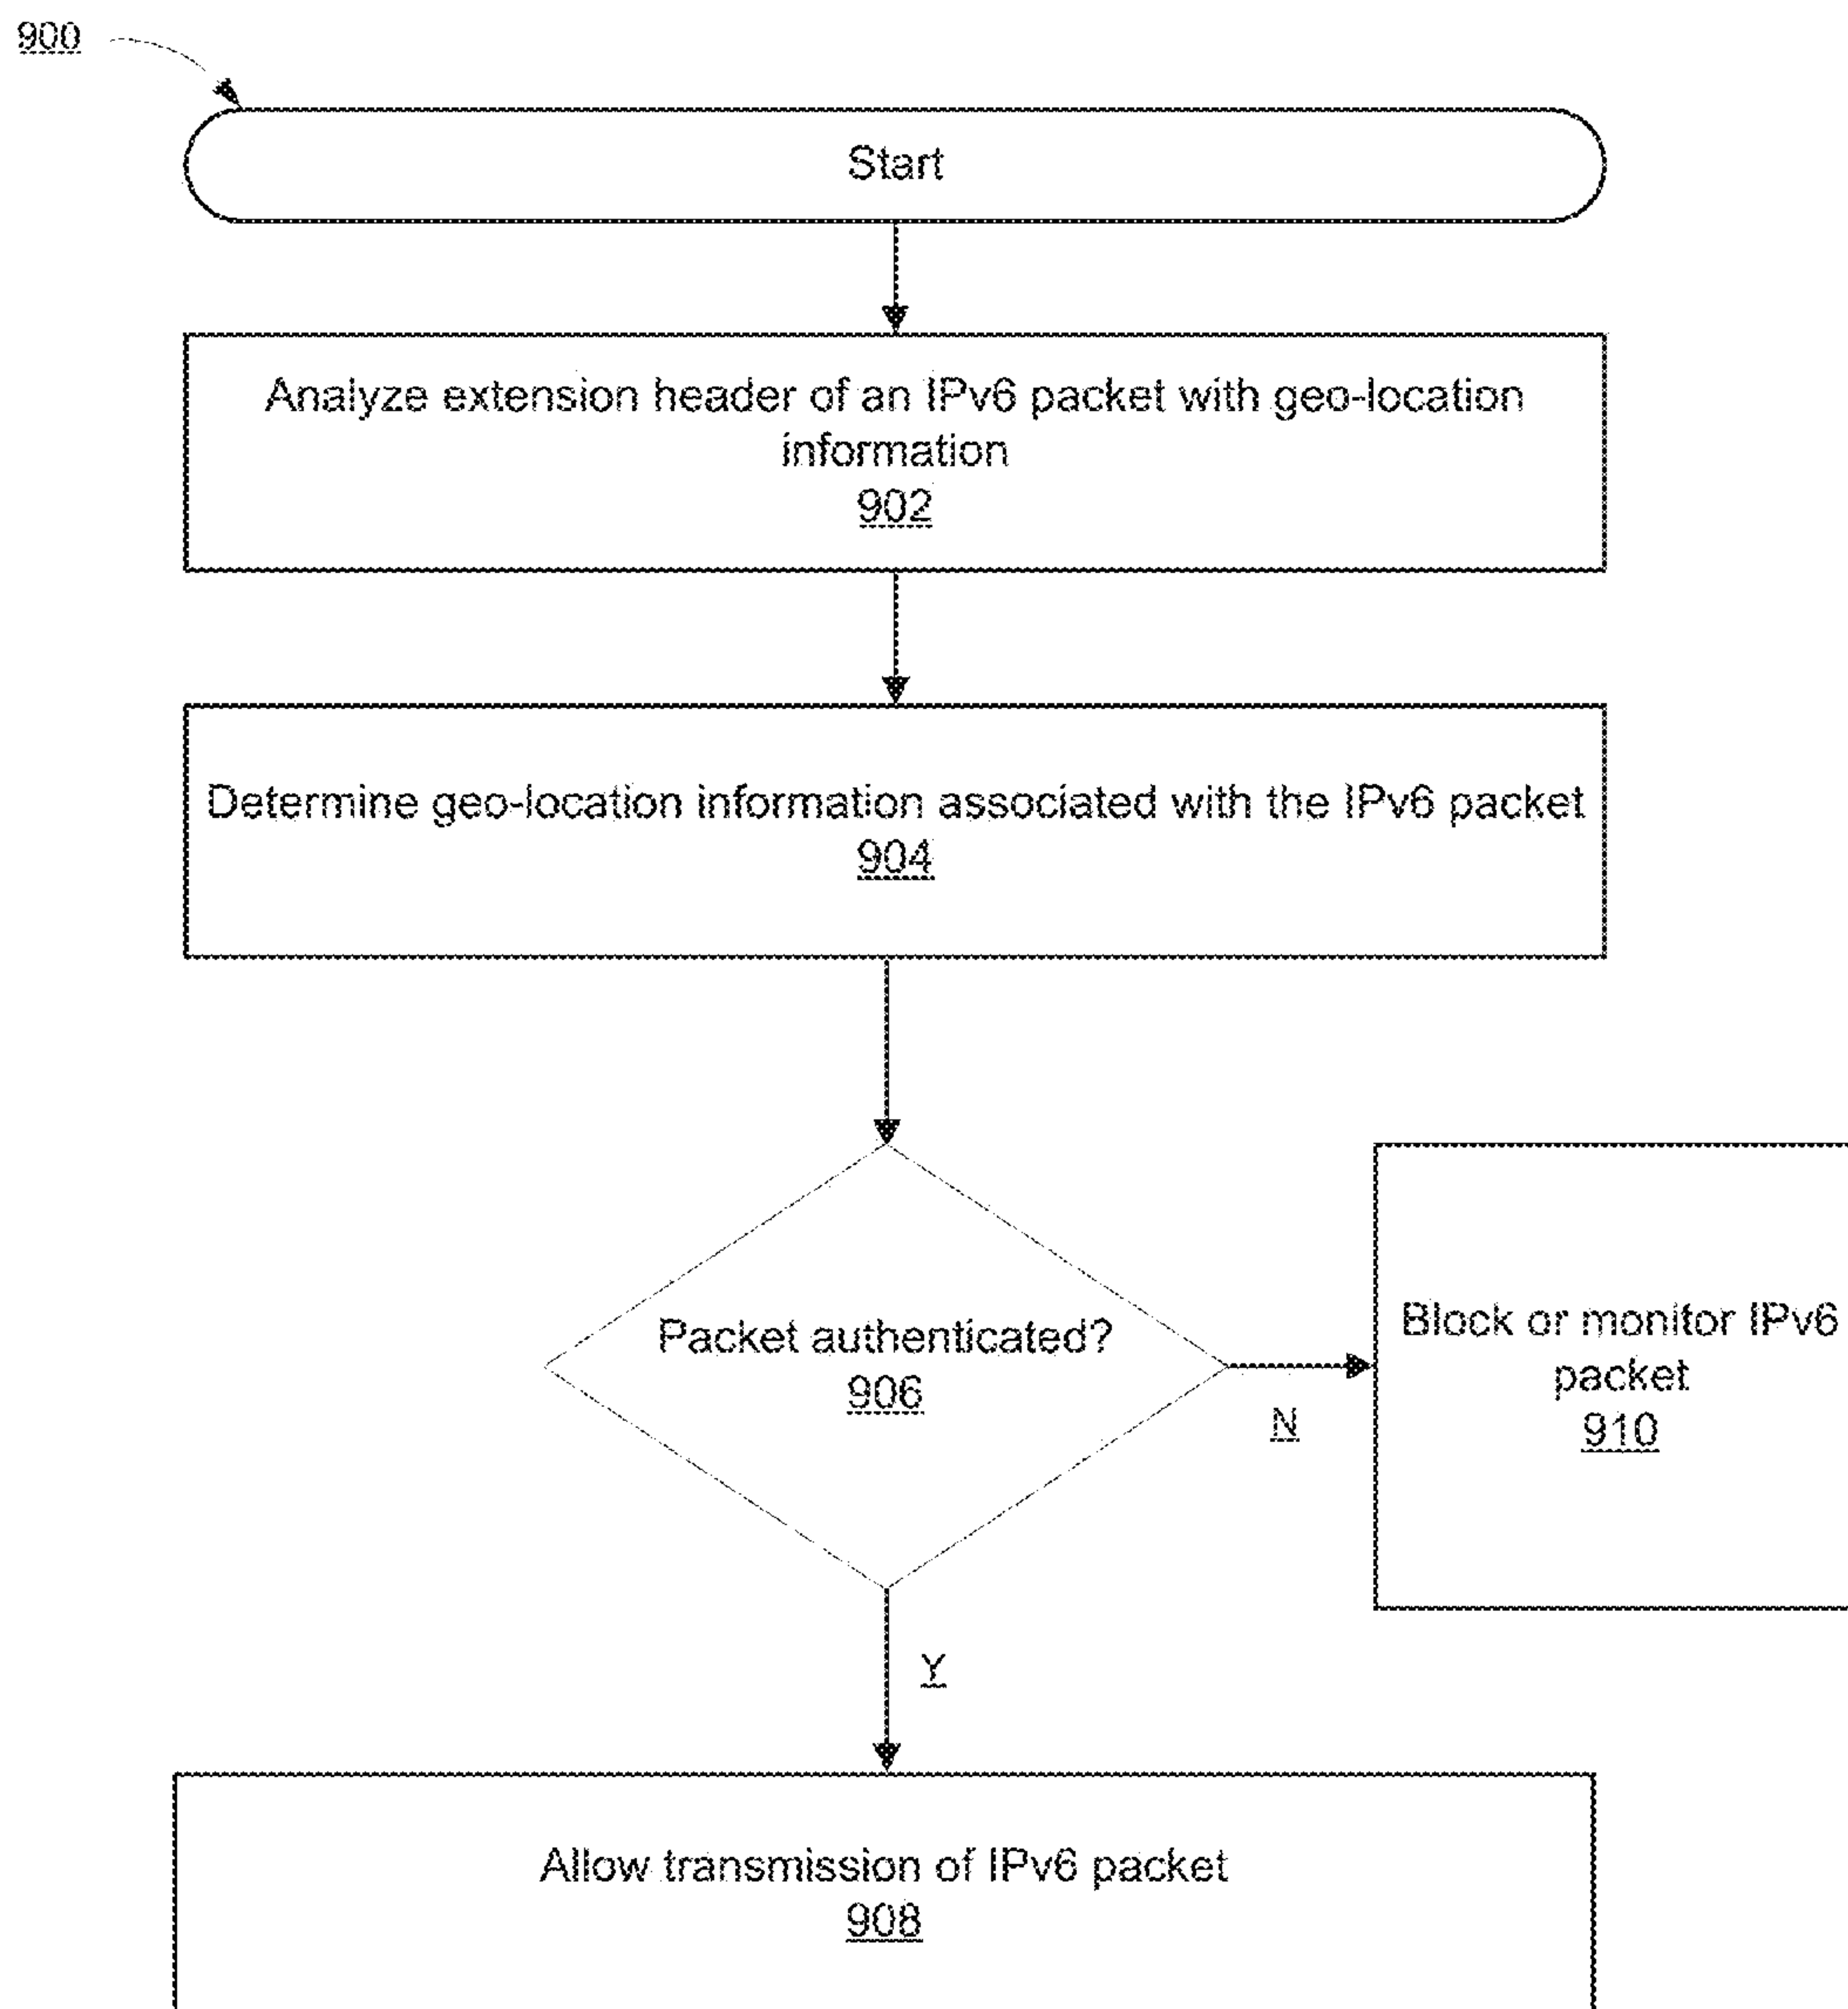 900
Start
Analyze extension header of an IPv6 packet with geo-location
information
902
Determine geo-location information associated with the IPv6 packet
904
Packet authenticated?
906
N
Block or monitor IPv6
packet
910
Y
Allow transmission of IPv6 packet
908